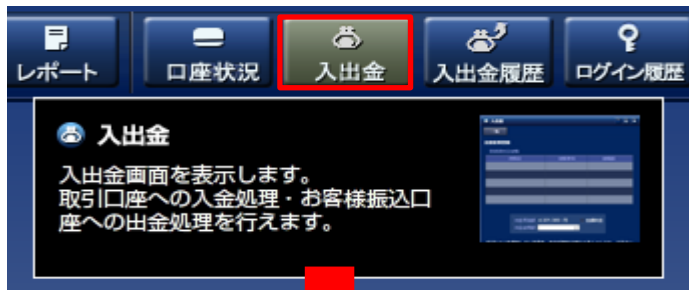 レポート
口座状況
入出金
入出金履歴
ログイン履歴
入出金
入出金画面を表示します。
取引口座への入金処理・お客様振込口
座への出金処理を行えます。